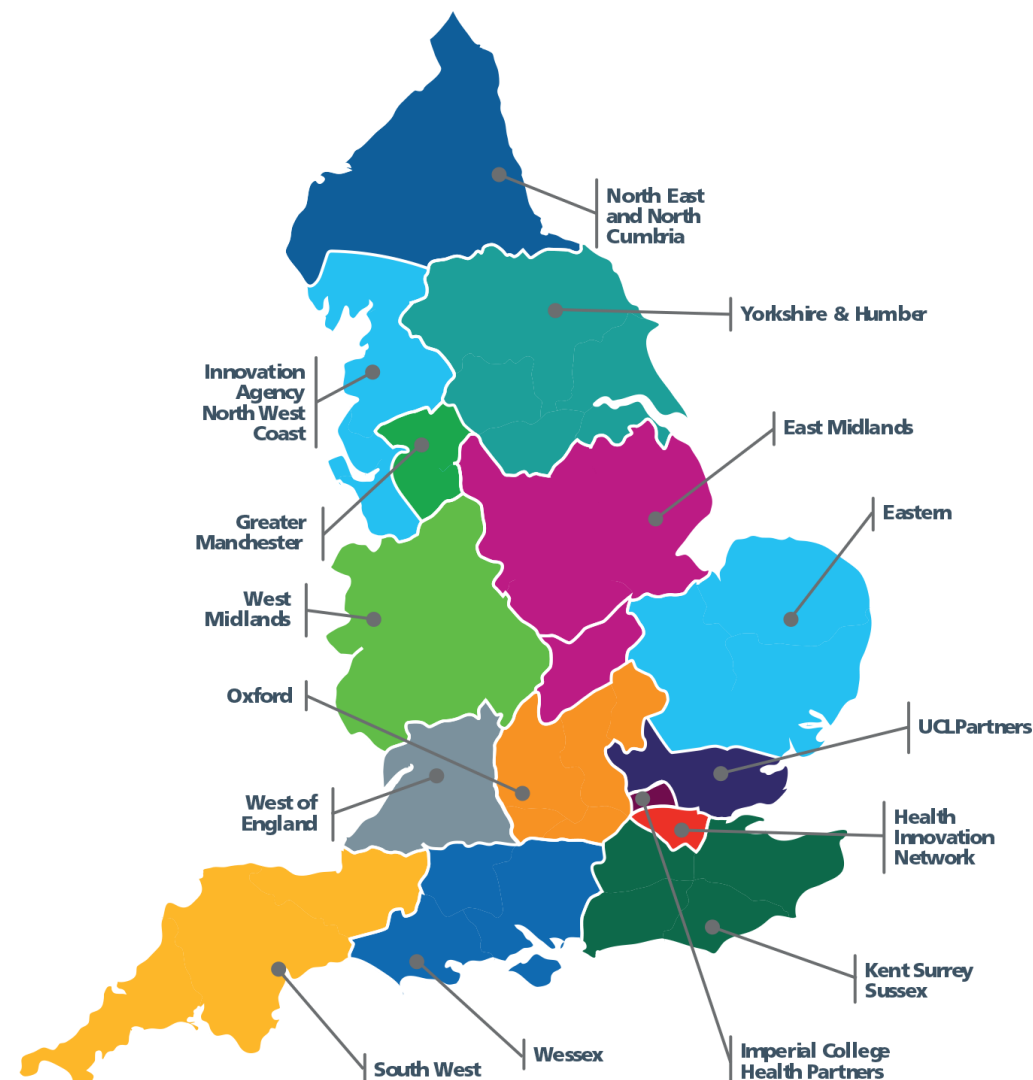 North East
and North
Cumbria
Yorkshire & Humber
Innovation
Agency
North West
Coast
East Midlands
Eastern
Greater
Manchester
West
Midlands
Oxford
UCLPartners
West of
England
Health
Innovation
Network
Kent Surrey
Sussex
Imperial College
Health Partners
Wessex
South West